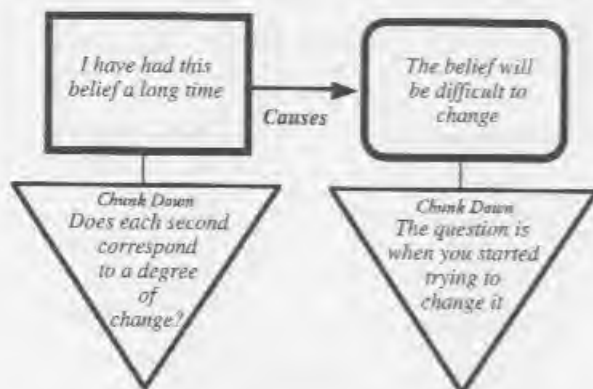 I have had this
belief a long time
Causes
The belief will
be difficult to
change
Chunk Down
Does each second
correspond
to a degree
of
change?
Chunk Down
The question is
when you started
trying to
change it